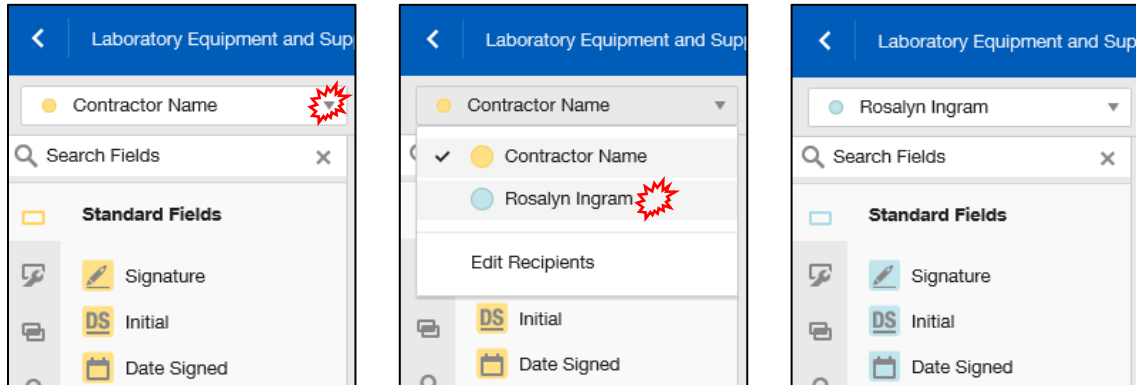 Laboratory Equipment and Sup
Contractor Name
Search Fields
Standard Fields
Signature
DS Initial
Date Signed
Laboratory Equipment and Supp
Contractor Name
Contractor Name
Rosalyn Ingram
Edit Recipients
DS Initial
Date Signed
Laboratory Equipment and Sup
Rosalyn Ingram
Search Fields
Standard Fields
Signature
DS Initial
Date Signed